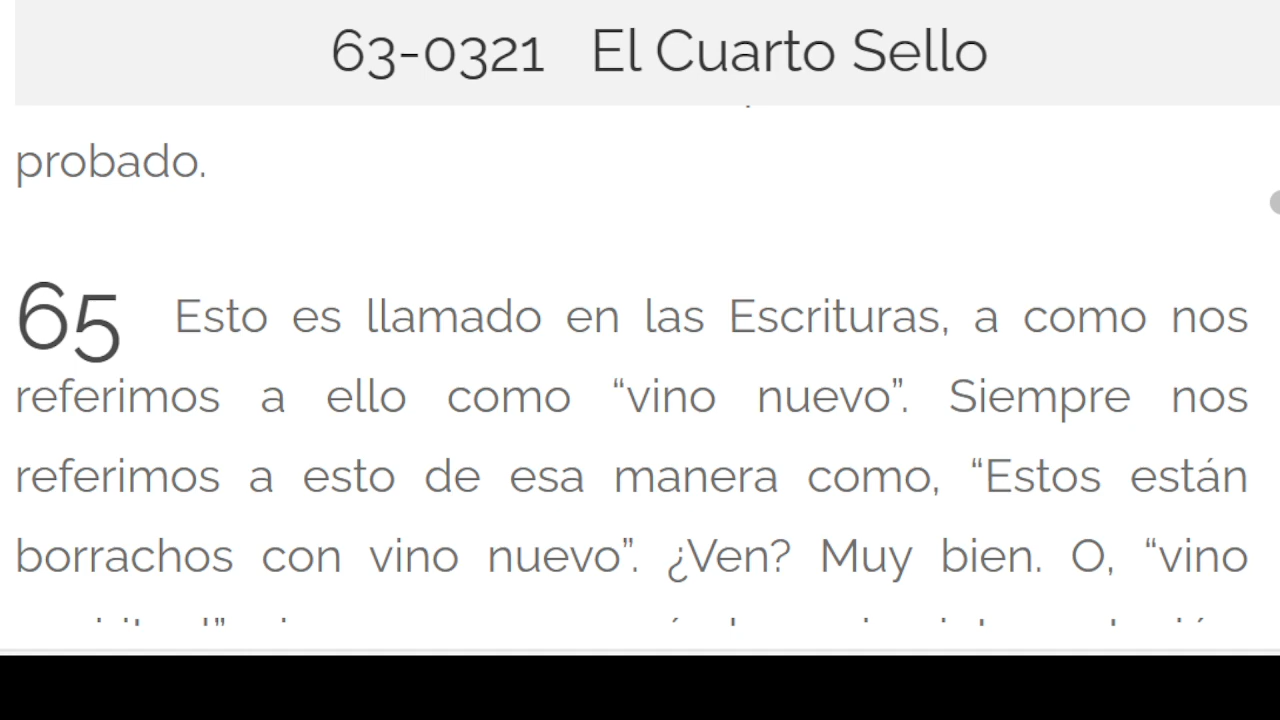 63-0321 El Cuarto Sello
probado.
65 Esto es llamado en las Escrituras, a como nos
referimos a ello como “vino nuevo”. Siempre nos
referimos a esto de esa manera como, “Estos están
borrachos con vino nuevo”. ¿Ven? Muy bien. O, “vino